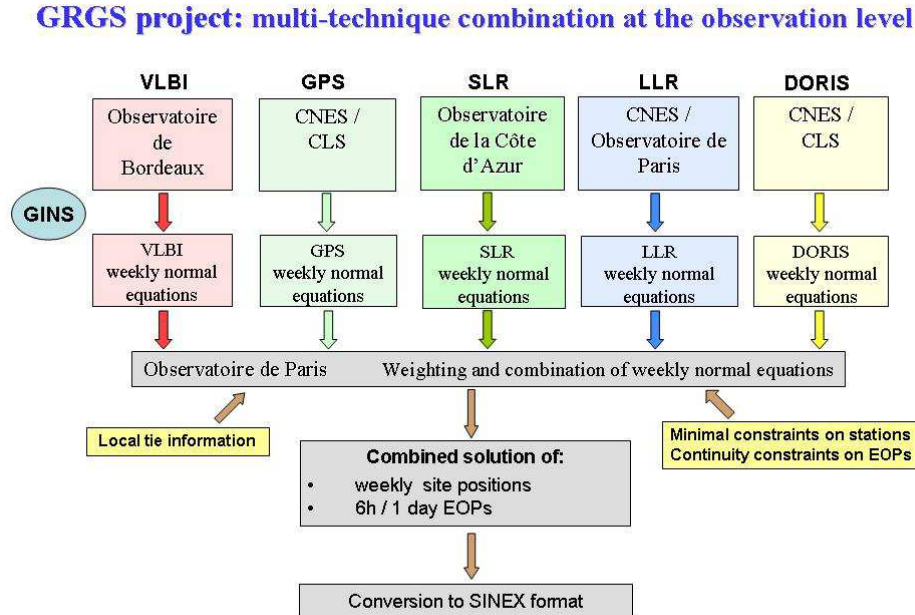 GRGS project: multi-technique combination at the observation level
VLBI
GPS
SLR
LLR
DORIS
Observatoire
de
Bordeaux
CNES /
CLS
Observatoire
de la Côte
d'Azur
CNES /
Observatoire de
Paris
CNES /
CLS
GINS
VLBI
weekly normal
equations
GPS
weekly normal
equations
SLR
weekly normal
equations
LLR
weekly normal
equations
DORIS
weekly normal
equations
Observatoire de Paris Weighting and combination of weekly normal equations
Local tie information
Minimal constraints on stations
Continuity constraints on EOPs
Combined solution of:
• weekly site positions
• 6h / 1 day EOPs
Conversion to SINEX format